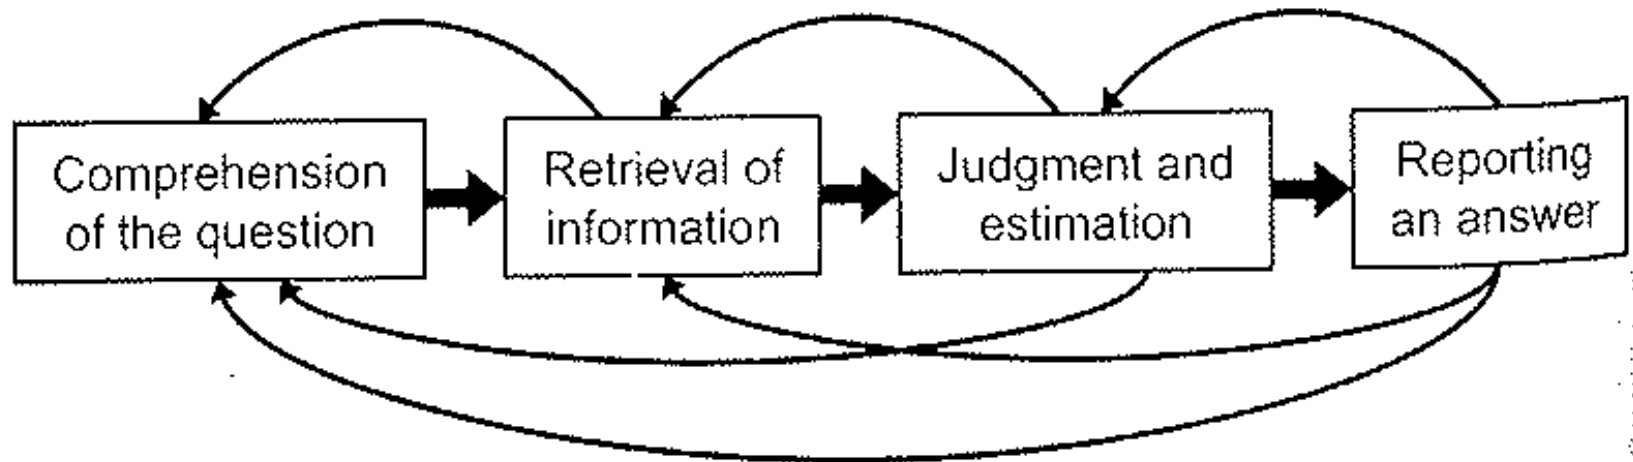 Comprehension
of the question
Retrieval of
information
Judgment and
estimation
Reporting
an answer